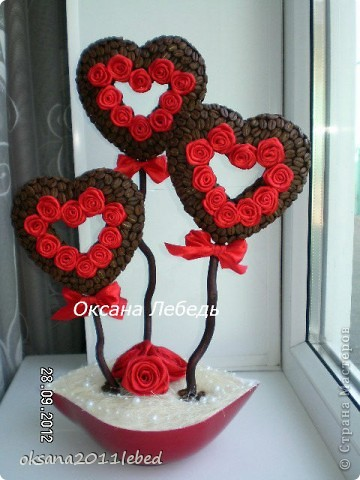 Оксана Лебедь
28.09.2012
oksana2011lebed
© Страна Мастеров